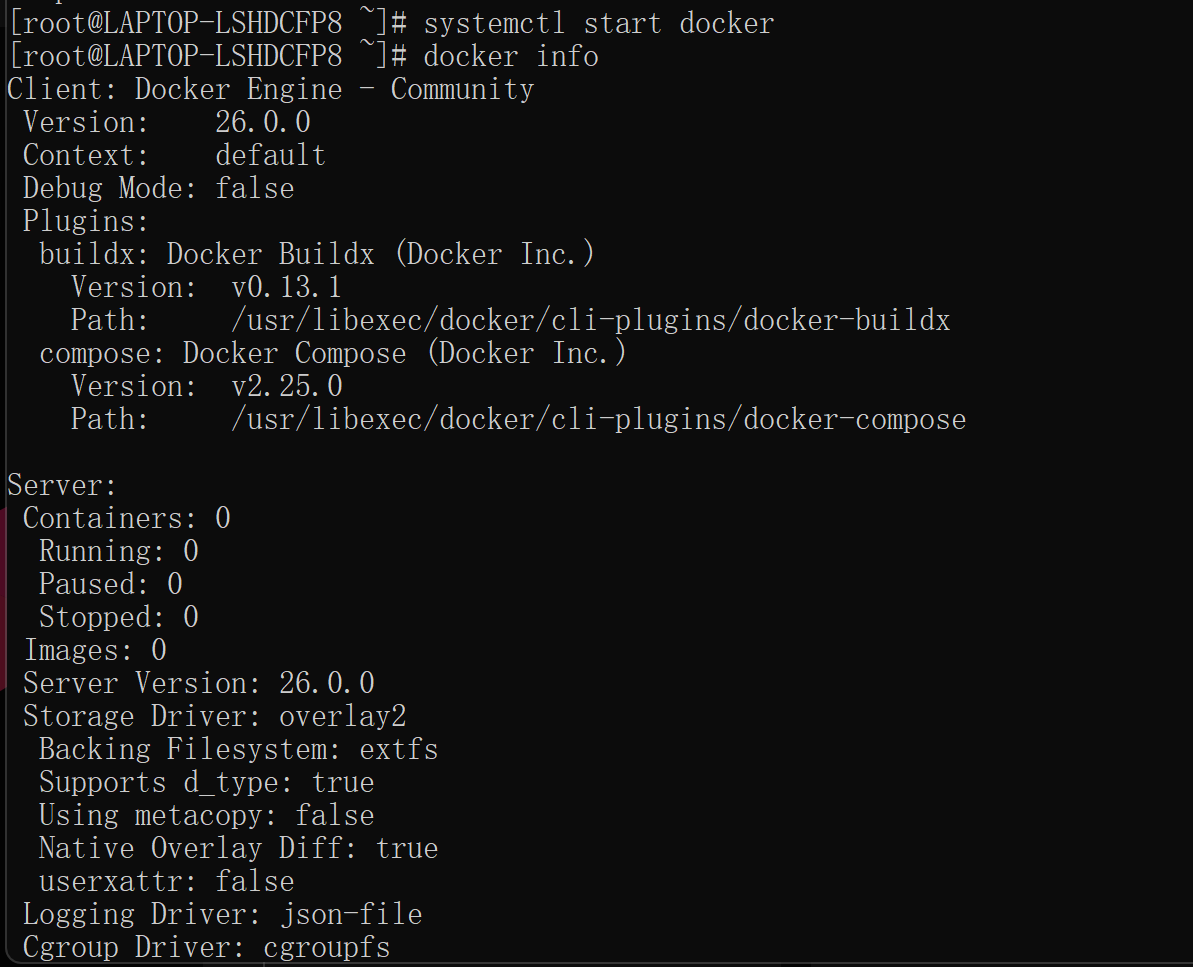 [root@LAPTOP-LSHDCFP8 ~]# systemctl start docker
[root@LAPTOP-LSHDCFP8 ~]# docker info
Client: Docker Engine - Community
 Version:    26.0.0
 Context:    default
 Debug Mode: false
 Plugins:
  buildx: Docker Buildx (Docker Inc.)
    Version:  v0.13.1
    Path:     /usr/libexec/docker/cli-plugins/docker-buildx
  compose: Docker Compose (Docker Inc.)
    Version:  v2.25.0
    Path:     /usr/libexec/docker/cli-plugins/docker-compose

Server:
 Containers: 0
  Running: 0
  Paused: 0
  Stopped: 0
 Images: 0
 Server Version: 26.0.0
 Storage Driver: overlay2
  Backing Filesystem: extfs
  Supports d_type: true
  Using metacopy: false
  Native Overlay Diff: true
  userxattr: false
 Logging Driver: json-file
 Cgroup Driver: cgroupfs